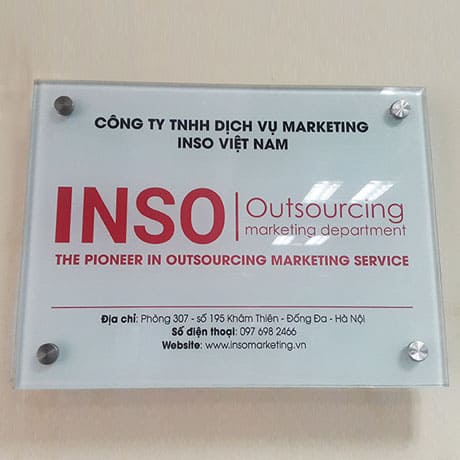 CÔNG TY TNHH DỊCH VỤ MARKETING
INSO VIỆT NAM
INSO
Outsourcing
marketing department
THE PIONEER IN OUTSOURCING MARKETING SERVICE
Địa chỉ: Phòng 307 - số 195 Khâm Thiên - Đống Đa - Hà Nội
Số điện thoại: 097 698 2466
Website: www.insomarketing.vn